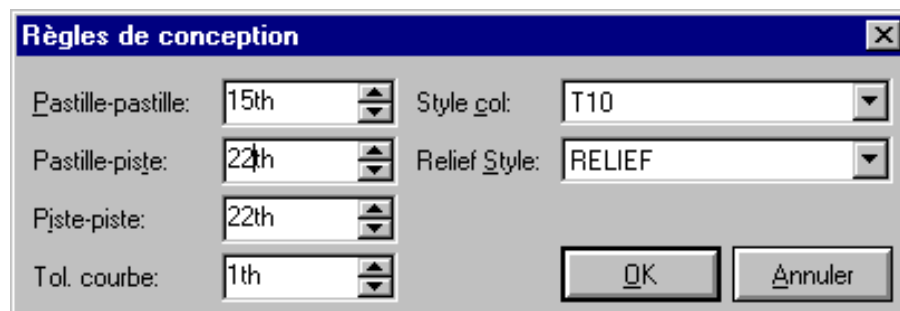 Règles de conception
Pastille-pastille: 15th Style col: T10
Pastille-piste: 22th Relief Style: RELIEF
Piste-piste: 22th
Tol. courbe: 1th OK Annuler